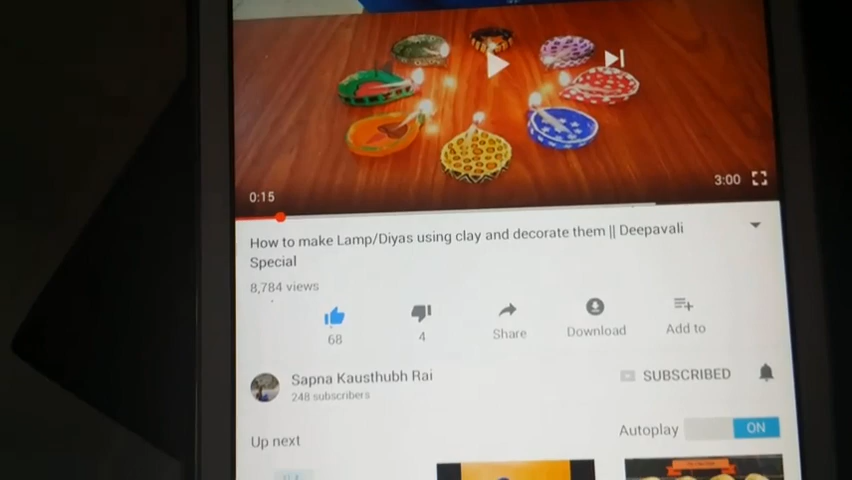 0:15
3:00
How to make Lamp/Diyas using clay and decorate them || Deepavali
Special
8,784 views
68
4
Share
Download
Add to
Sapna Kausthubh Rai
248 subscribers
SUBSCRIBED
Up next
Autoplay
ON